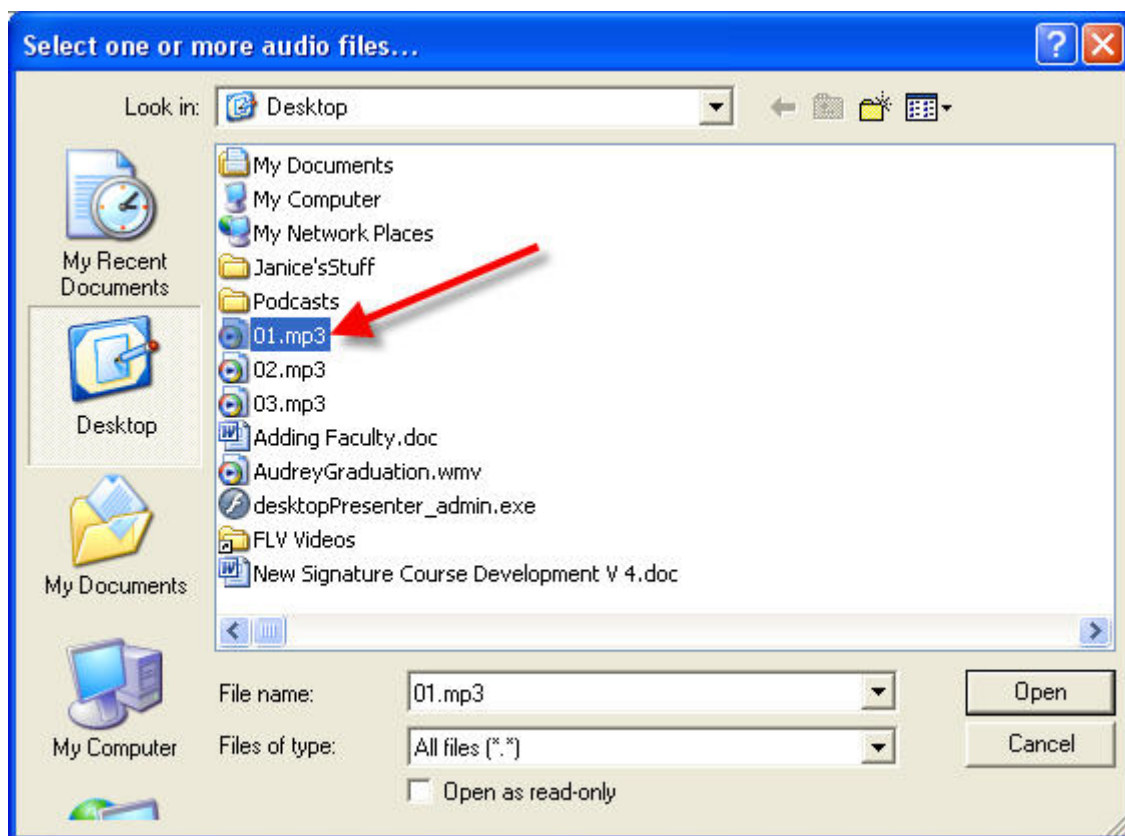 Select one or more audio files...
Look in: Desktop
My Recent
Documents
Desktop
My Documents
My Computer
My Documents
My Computer
My Network Places
Janice'sStuff
Podcasts
01.mp3
02.mp3
03.mp3
Adding Faculty.doc
AudreyGraduation.wmv
desktopPresenter_admin.exe
FLV Videos
New Signature Course Development V 4.doc
File name: 01.mp3 Open
Files of type: All files (*.*) Cancel
Open as read-only